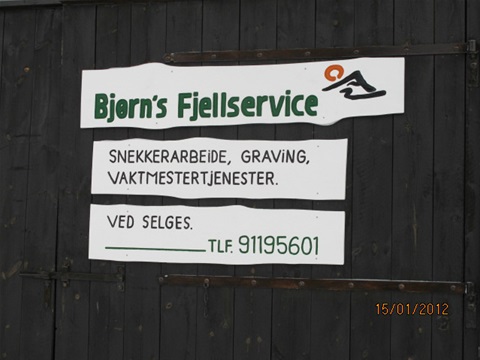 Bjørn's Fjellservice
SNEKKERARBEIDE, GRAVING,
VAKTMESTERTJENESTER.
VED SELGES.
TLF. 91195601
15/01/2012